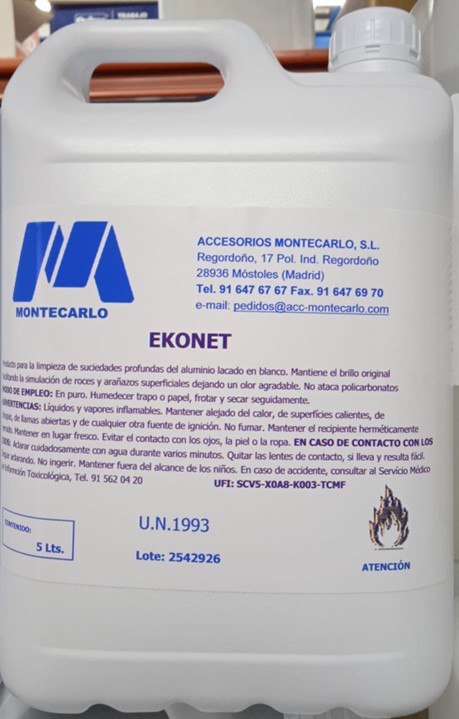 TRABAJO
ACCESORIOS MONTECARLO, S.L.
Regordoño, 17 Pol. Ind. Regordoño
28936 Móstoles (Madrid)
Tel. 91 647 67 67 Fax. 91 647 69 70
e-mail: pedidos@acc-montecarlo.com
MONTECARLO
EKONET
Producto para la limpieza de suciedades profundas del aluminio lacado en blanco. Mantiene el brillo original
la simulación de roces y arañazos superficiales dejando un olor agradable. No ataca policarbonatos
MODO DE EMPLEO: En puro. Humedecer trapo o papel, frotar y secar seguidamente.
ADVERTENCIAS: Líquidos y vapores inflamables. Mantener alejado del calor, de superficies calientes, de
chispas, de llamas abiertas y de cualquier otra fuente de ignición. No fumar. Mantener el recipiente herméticamente
cerrado. Mantener en lugar fresco. Evitar el contacto con los ojos, la piel o la ropa. EN CASO DE CONTACTO CON LOS
OJOS: Aclarar cuidadosamente con agua durante varios minutos. Quitar las lentes de contacto, si lleva y resulta fácil.
Seguir aclarando. No ingerir. Mantener fuera del alcance de los niños. En caso de accidente, consultar al Servicio Médico
Información Toxicológica, Tel. 91 562 04 20
UFI: SCV5-X0A8-K003-TCMF
CONTENIDO:
5 Lts.
U.N.1993
Lote: 2542926
ATENCIÓN